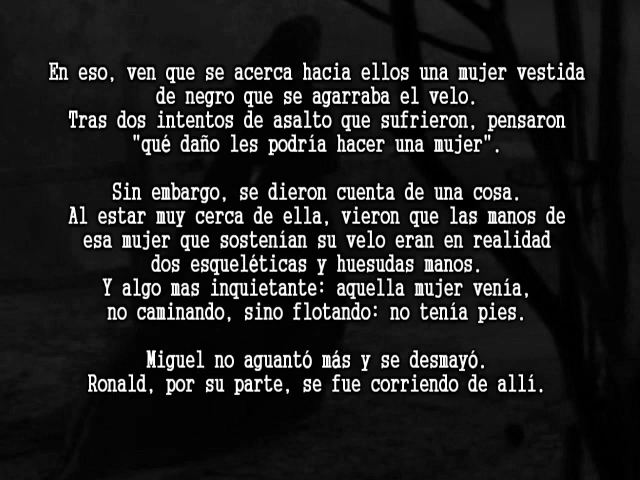 En eso, ven que se acerca hacia ellos una mujer vestida
de negro que se agarraba el velo.
Tras dos intentos de asalto que sufrieron, pensaron
"qué daño les podría hacer una mujer".
Sin embargo, se dieron cuenta de una cosa.
Al estar muy cerca de ella, vieron que las manos de
esa mujer que sostenían su velo eran en realidad
dos esqueléticas y huesudas manos.
Y algo mas inquietante: aquella mujer venía,
no caminando, sino flotando: no tenía pies.
Miguel no aguantó más y se desmayó.
Ronald, por su parte, se fue corriendo de allí.